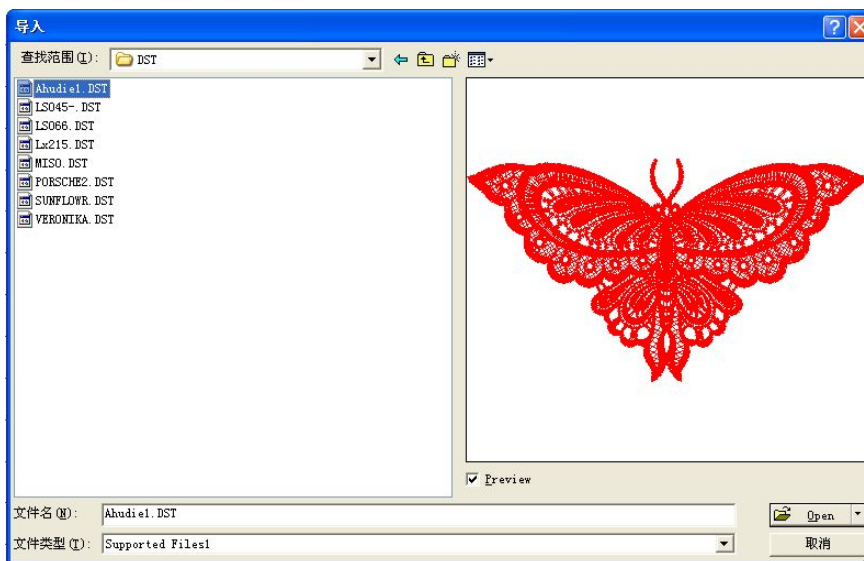 导入
查找范围(I): DST
Ahudie1.DST
LS045-.DST
LS066.DST
Lx215.DST
MISO.DST
PORSCHE2.DST
SUNFLOWR.DST
VERONIKA.DST
Preview
文件名(N): Ahudie1.DST
Open
文件类型(T): Supported Files1
取消